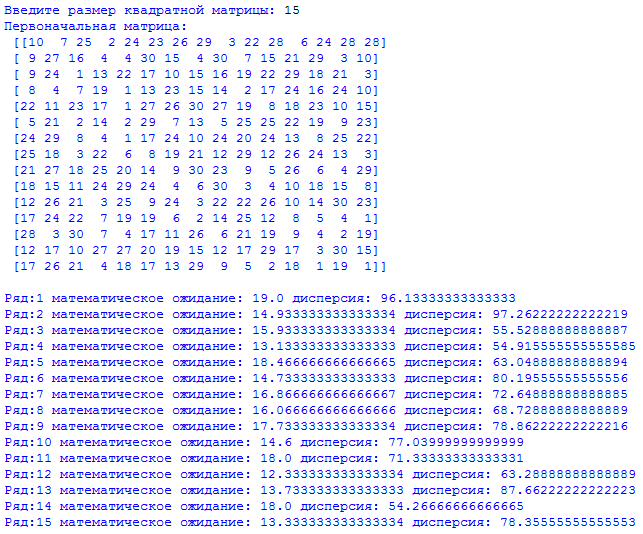 Введите размер квадратной матрицы: 15
Первоначальная матрица:
[[10 7 25 2 24 23 26 29 3 22 28 6 24 28 28]
[ 9 27 16 4 4 30 15 4 30 7 15 21 29 3 10]
[ 9 24 1 13 22 17 10 15 16 19 22 29 18 21 3]
[ 8 4 7 19 1 13 23 15 14 2 17 24 16 24 10]
[22 11 23 17 1 27 26 30 27 19 8 18 23 10 15]
[ 5 21 2 14 2 29 7 13 5 25 25 22 19 9 23]
[24 29 8 4 1 17 24 10 24 20 24 13 8 25 22]
[25 18 3 22 6 8 19 21 12 29 12 26 24 13 3]
[21 27 18 25 20 14 9 30 23 9 5 26 6 4 29]
[18 15 11 24 29 24 4 6 30 3 4 10 18 15 8]
[12 26 21 3 25 9 24 3 22 22 26 10 14 30 23]
[17 24 22 7 19 19 6 2 14 25 12 8 5 4 1]
[28 3 30 7 4 17 11 26 6 21 19 9 4 2 19]
[12 17 10 27 27 20 19 15 12 17 29 17 3 30 15]
[17 26 21 4 18 17 13 29 9 5 2 18 1 19 1]]
Ряд:1 математическое ожидание: 19.0 дисперсия: 96.13333333333333
Ряд:2 математическое ожидание: 14.933333333333334 дисперсия: 97.26222222222219
Ряд:3 математическое ожидание: 15.933333333333334 дисперсия: 55.52888888888887
Ряд:4 математическое ожидание: 13.133333333333333 дисперсия: 54.915555555555585
Ряд:5 математическое ожидание: 18.466666666666665 дисперсия: 63.04888888888894
Ряд:6 математическое ожидание: 14.733333333333333 дисперсия: 80.19555555555556
Ряд:7 математическое ожидание: 16.866666666666667 дисперсия: 72.64888888888885
Ряд:8 математическое ожидание: 16.066666666666666 дисперсия: 68.72888888888889
Ряд:9 математическое ожидание: 17.733333333333334 дисперсия: 78.86222222222216
Ряд:10 математическое ожидание: 14.6 дисперсия: 77.03999999999999
Ряд:11 математическое ожидание: 18.0 дисперсия: 71.33333333333331
Ряд:12 математическое ожидание: 12.333333333333334 дисперсия: 63.28888888888889
Ряд:13 математическое ожидание: 13.733333333333333 дисперсия: 87.66222222222223
Ряд:14 математическое ожидание: 18.0 дисперсия: 54.26666666666665
Ряд:15 математическое ожидание: 13.333333333333334 дисперсия: 78.35555555555553